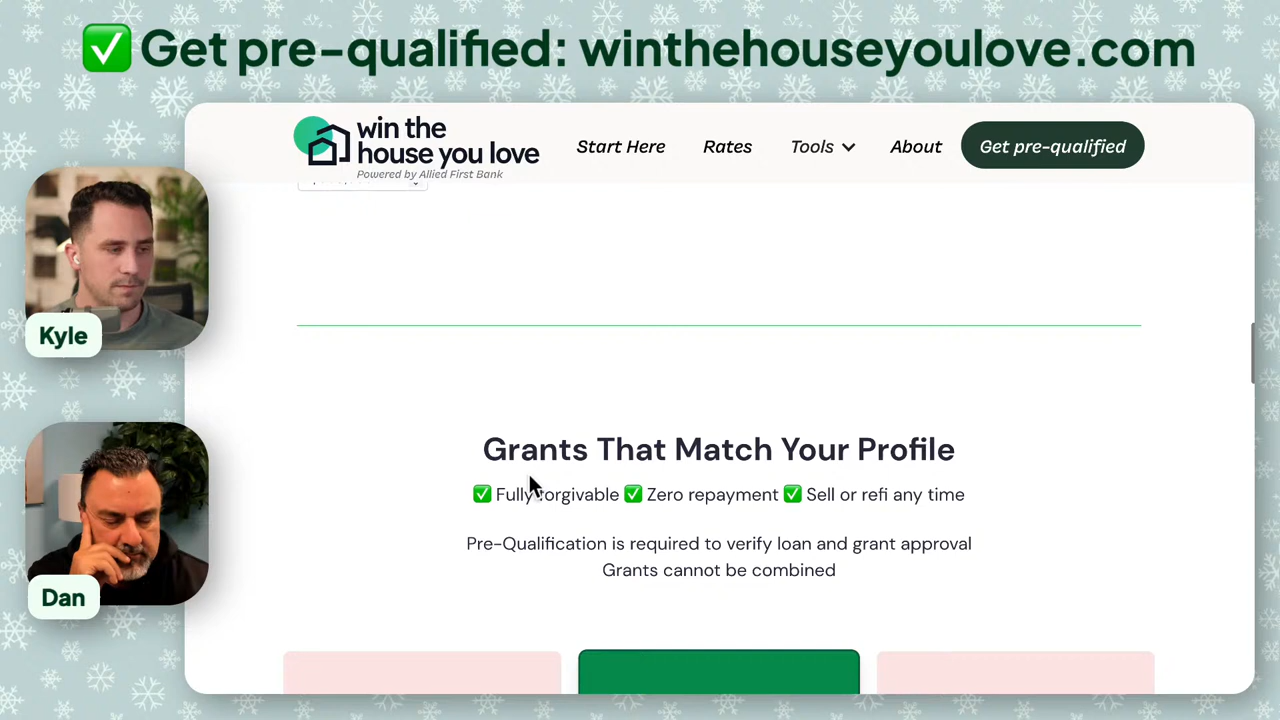 ✅ Get pre-qualified: winthehouseyoulove.com
win the
house you love
Powered by Allied First Bank
Start Here
Rates
Tools
About
Get pre-qualified
Kyle
Grants That Match Your Profile
✅ Fully forgivable ✅ Zero repayment ✅ Sell or refi any time
Pre-Qualification is required to verify loan and grant approval
Grants cannot be combined
Dan